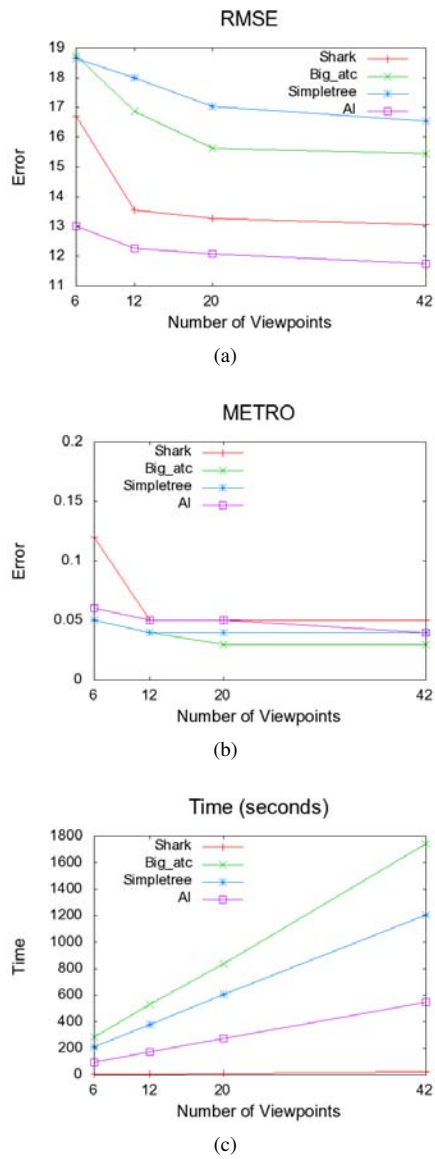 RMSE
19
18
17
16
15
14
13
12
11
Error
Shark
Big_atc
Simpletree
Al
6 12 20 42
Number of Viewpoints
(a)
METRO
0.2
0.15
0.1
0.05
0
Error
Shark
Big_atc
Simpletree
Al
6 12 20 42
Number of Viewpoints
(b)
Time (seconds)
1800
1600
1400
1200
1000
800
600
400
200
0
Time
Shark
Big_atc
Simpletree
Al
6 12 20 42
Number of Viewpoints
(c)